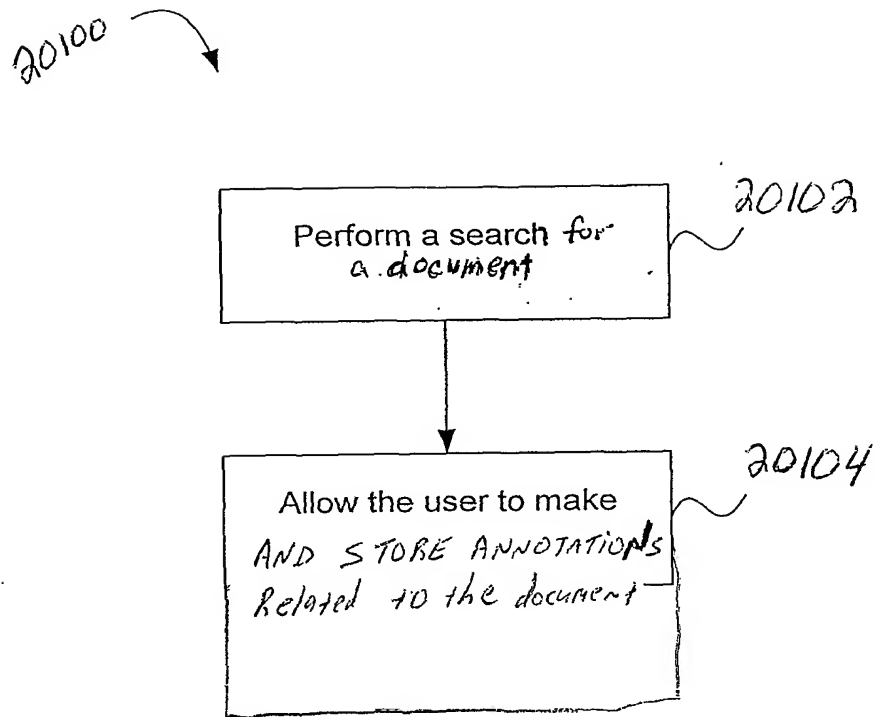 20100
20102
Perform a search for
a document
20104
Allow the user to make
AND STORE ANNOTATIONS
Related to the document